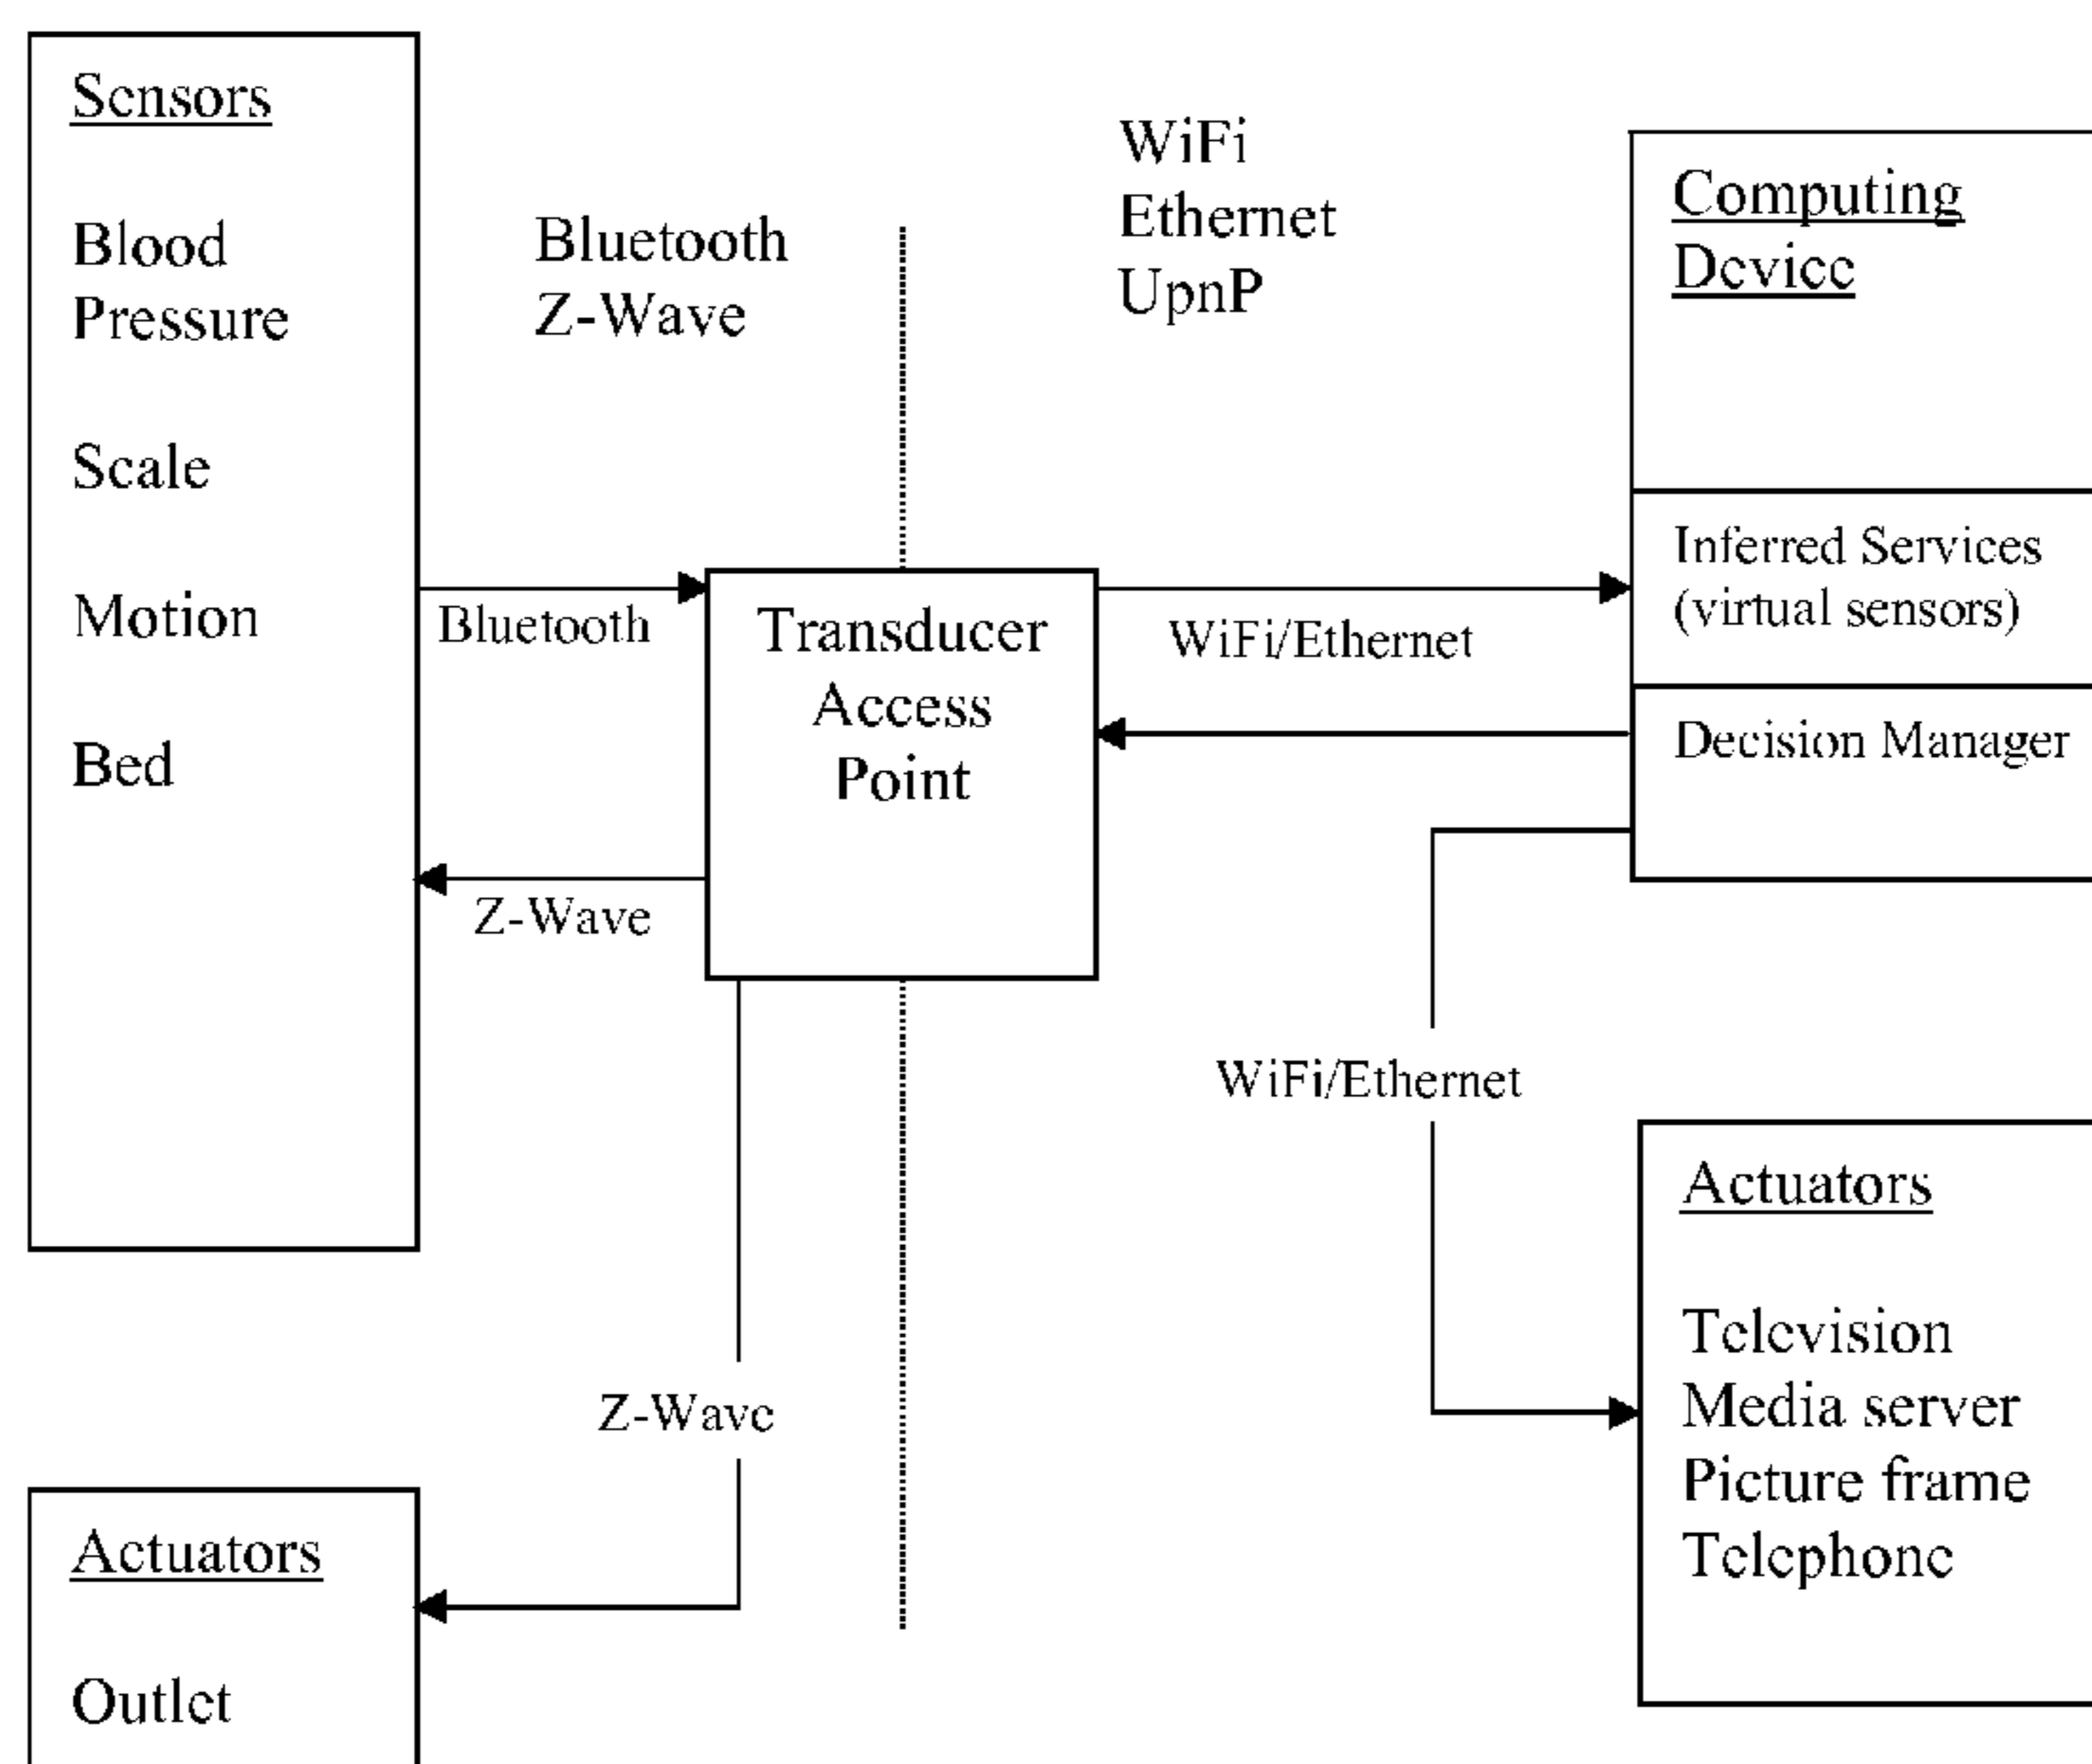 Sensors
Blood
Pressure
Scale
Motion
Bed
Bluetooth
Z-Wave
WiFi
Ethernet
UpnP
Computing
Device
Inferred Services
(virtual sensors)
Decision Manager
Bluetooth
Transducer
Access
Point
WiFi/Ethernet
Z-Wave
WiFi/Ethernet
Z-Wave
Actuators
Television
Media server
Picture frame
Telephone
Actuators
Outlet